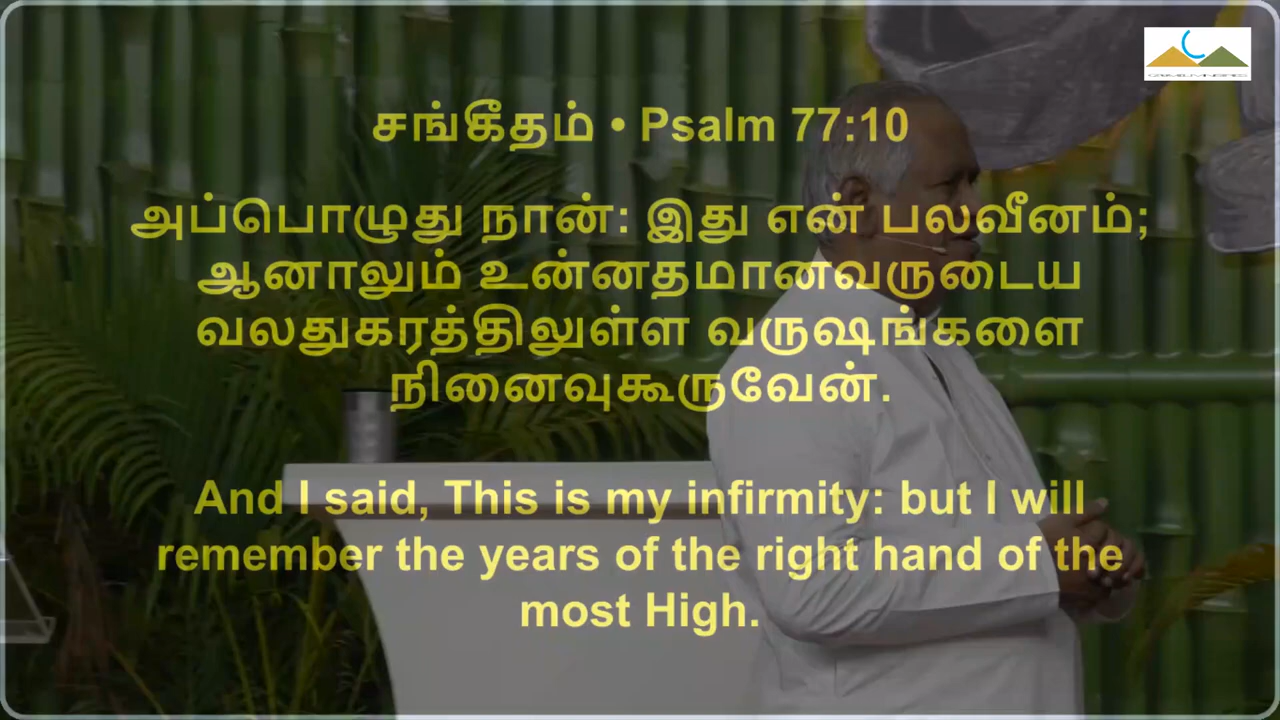 சங்கீதம் • Psalm 77:10
அப்பொழுது நான்: இது என் பலவீனம்;
ஆனாலும் உன்னதமானவருடைய
வலதுகரத்திலுள்ள வருஷங்களை
நினைவுகூருவேன்.
And I said, This is my infirmity: but I will
remember the years of the right hand of the
most High.